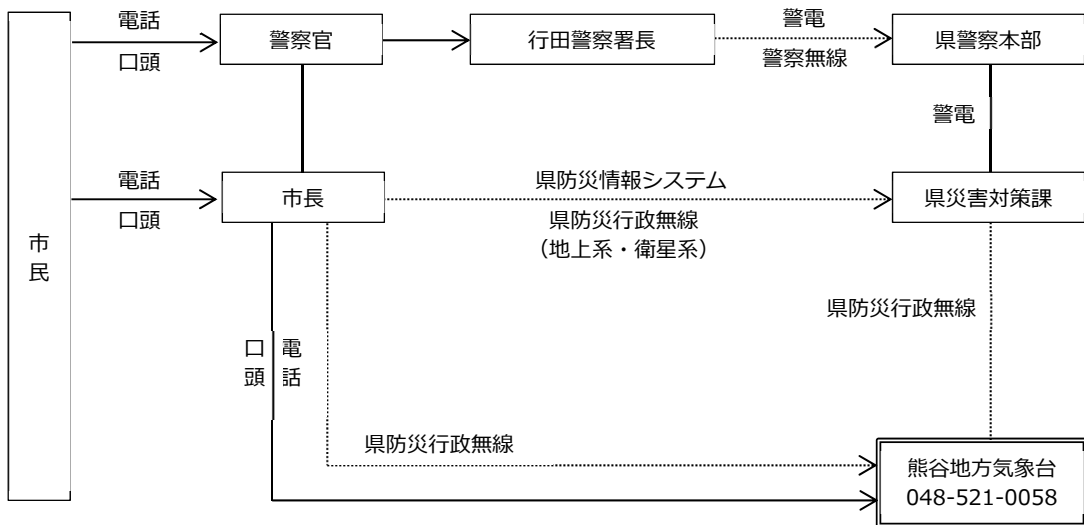 電話
口頭
警察官
行田警察署長
警電
警察無線
県警察本部
警電
市民
電話
口頭
市長
県防災情報システム
県防災行政無線
（地上系・衛星系）
県災害対策課
県防災行政無線
口頭
電話
県防災行政無線
熊谷地方気象台
048-521-0058